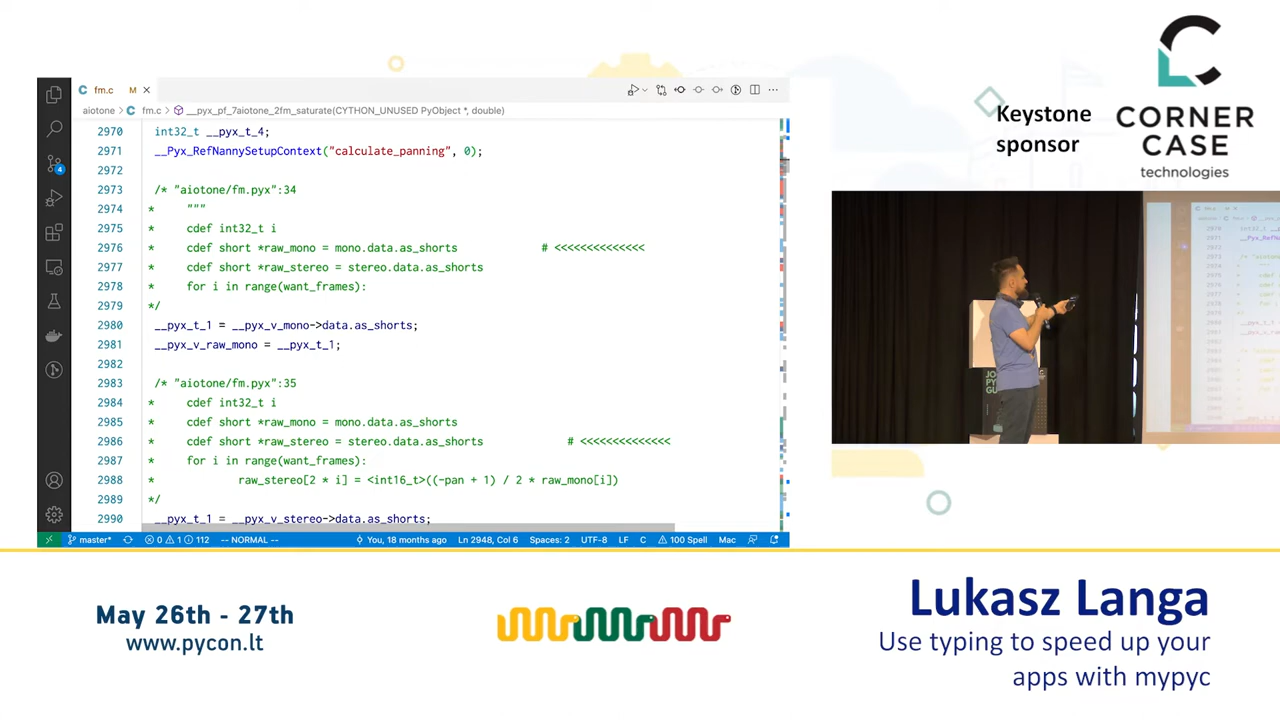 fm.c M
aiotone fm.c __pyx_pf_7aiotone_2fm_saturate(CYTHON_UNUSED PyObject *, double)
2970 int32_t __pyx_t_4;
2971 __Pyx_RefNannySetupContext("calculate_panning", 0);
2972
2973 /* "aiotone/fm.pyx":34
2974 * """
2975 * cdef int32_t i
2976 * cdef short *raw_mono = mono.data.as_shorts # <<<<<<<<<<<<<<
2977 * cdef short *raw_stereo = stereo.data.as_shorts
2978 * for i in range(want_frames):
2979 */
2980 __pyx_t_1 = __pyx_v_mono->data.as_shorts;
2981 __pyx_v_raw_mono = __pyx_t_1;
2982
2983 /* "aiotone/fm.pyx":35
2984 * cdef int32_t i
2985 * cdef short *raw_mono = mono.data.as_shorts
2986 * cdef short *raw_stereo = stereo.data.as_shorts # <<<<<<<<<<<<<<
2987 * for i in range(want_frames):
2988 * raw_stereo[2 * i] = <int16_t>((-pan + 1) / 2 * raw_mono[i])
2989 */
2990 __pyx_t_1 = __pyx_v_stereo->data.as_shorts;
4
master* 0 1 112 -- NORMAL -- You, 18 months ago Ln 2948, Col 6 Spaces: 2 UTF-8 LF C 100 Spell Mac
Keystone
sponsor
CORNER
CASE
technologies
May 26th - 27th
www.pycon.lt
Lukasz Langa
Use typing to speed up your
apps with mypyc